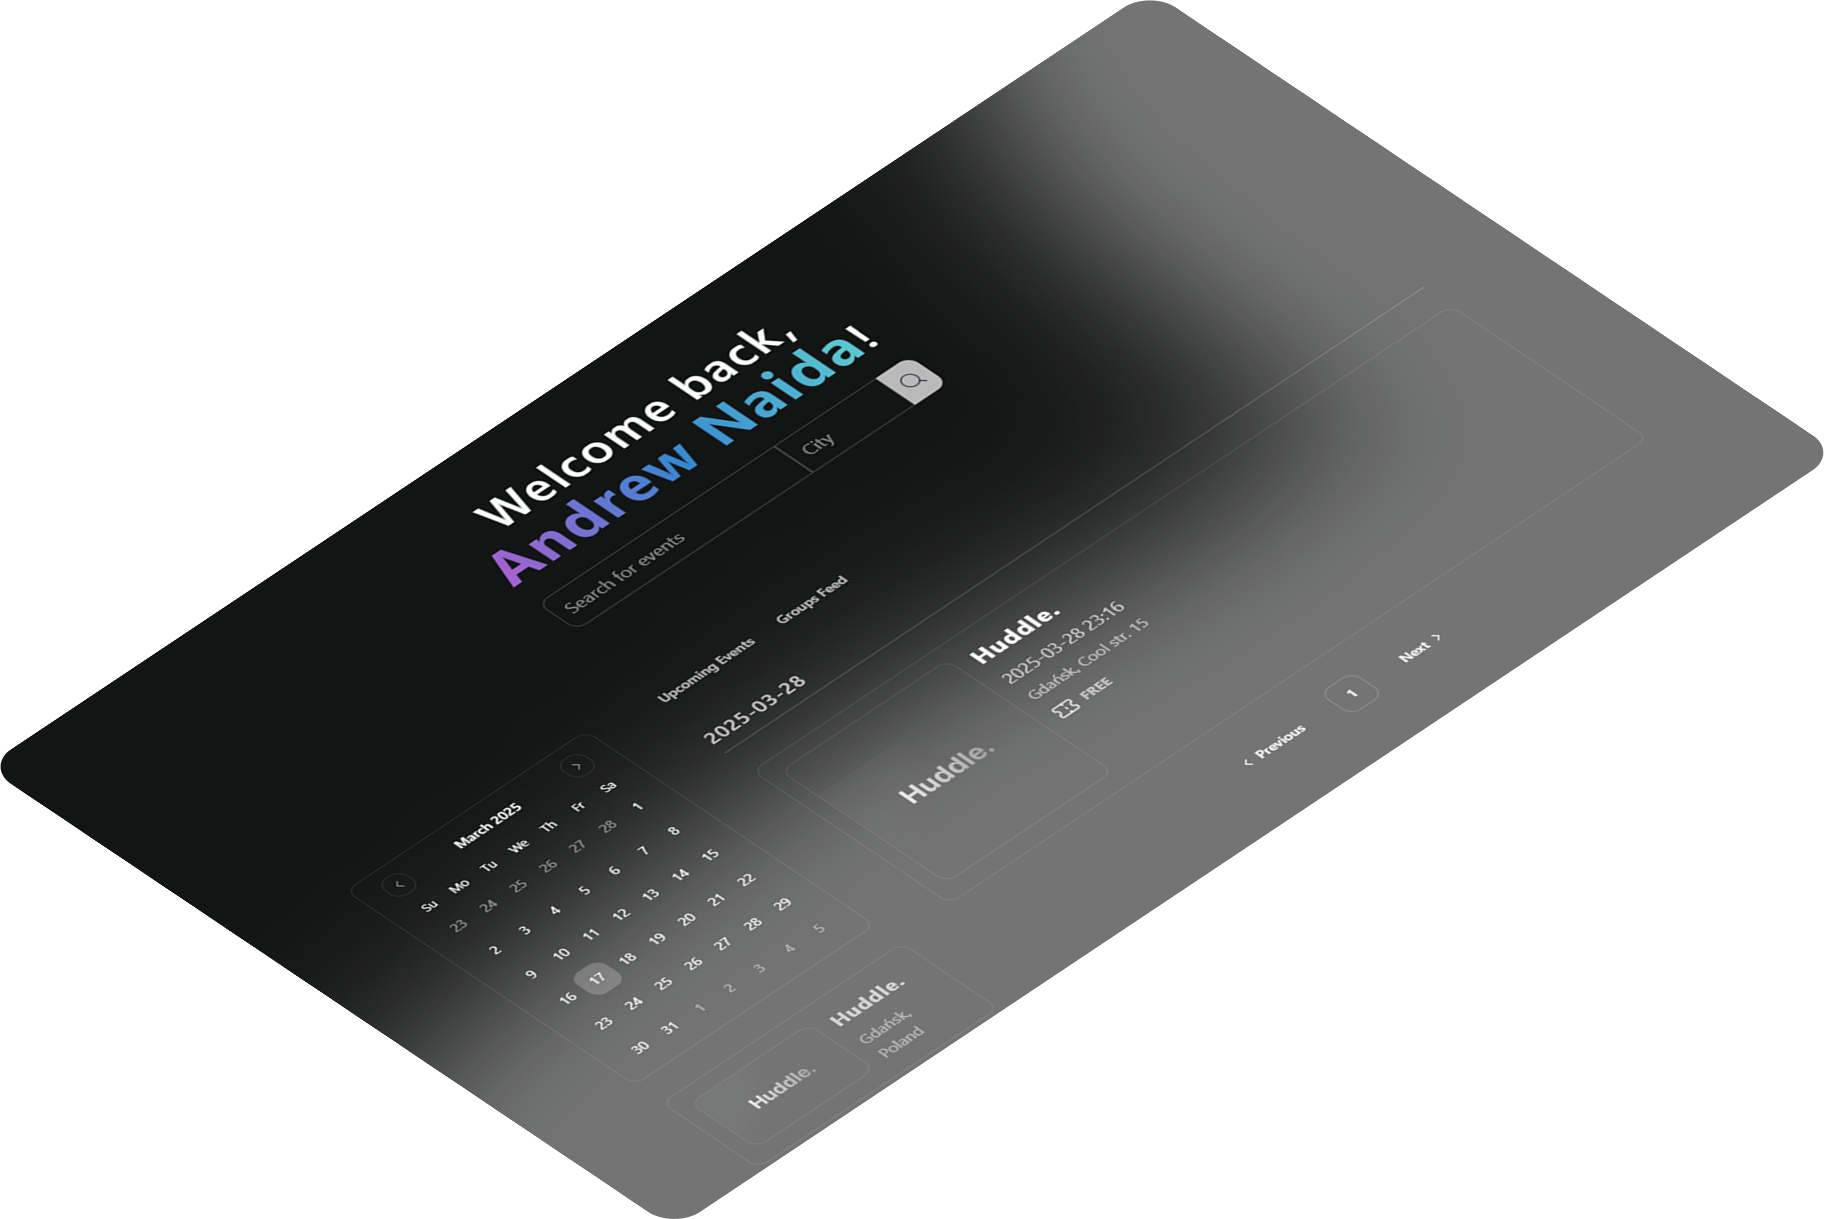 Welcome back,
Andrew Naida!
Search for events
City
Upcoming Events
Groups Feed
March 2025
Su Mo Tu We Th Fr Sa
23 24 25 26 27 28 1
2 3 4 5 6 7 8
9 10 11 12 13 14 15
16 17 18 19 20 21 22
23 24 25 26 27 28 29
30 31 1 2 3 4 5
2025-03-28
Huddle.
Huddle.
2025-03-28 23:16
Gdańsk, Cool str. 15
FREE
Previous
1
Next
Huddle.
Huddle.
Gdańsk,
Poland